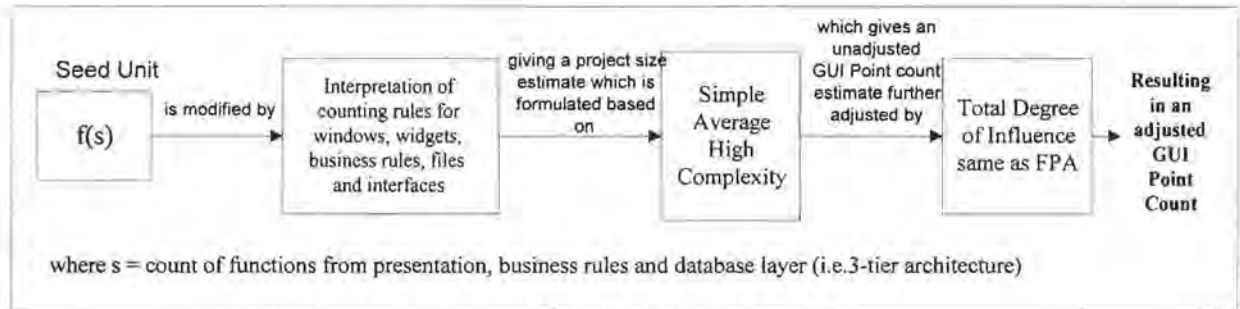 Seed Unit
f(s)
is modified by
Interpretation of
counting rules for
windows, widgets,
business rules, files
and interfaces
giving a project size
estimate which is
formulated based
on
Simple
Average
High
Complexity
which gives an
unadjusted
GUI Point count
estimate further
adjusted by
Total Degree
of Influence
same as FPA
Resulting
in an
adjusted
GUI
Point
Count
where s = count of functions from presentation, business rules and database layer (i.e.3-tier architecture)